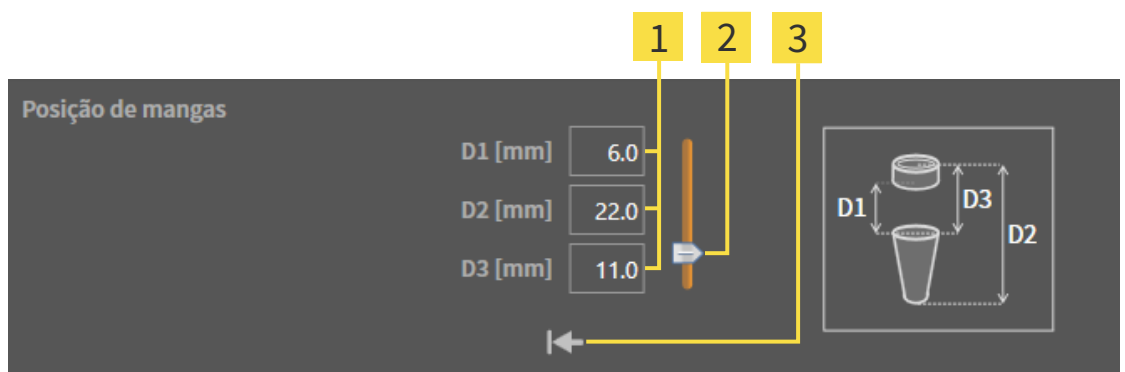 1 2 3
Posição de mangas
D1 [mm] 6.0
D2 [mm] 22.0
D3 [mm] 11.0
D1 D3
D2